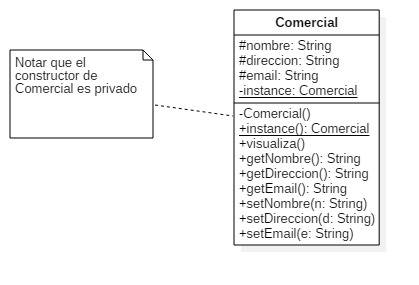 Comercial
Notar que el
constructor de
Comercial es privado
#nombre: String
#direccion: String
#email: String
-instance: Comercial
-Comercial()
+instance(): Comercial
+visualiza()
+getNombre(): String
+getDireccion(): String
+getEmail(): String
+setNombre(n: String)
+setDireccion(d: String)
+setEmail(e: String)